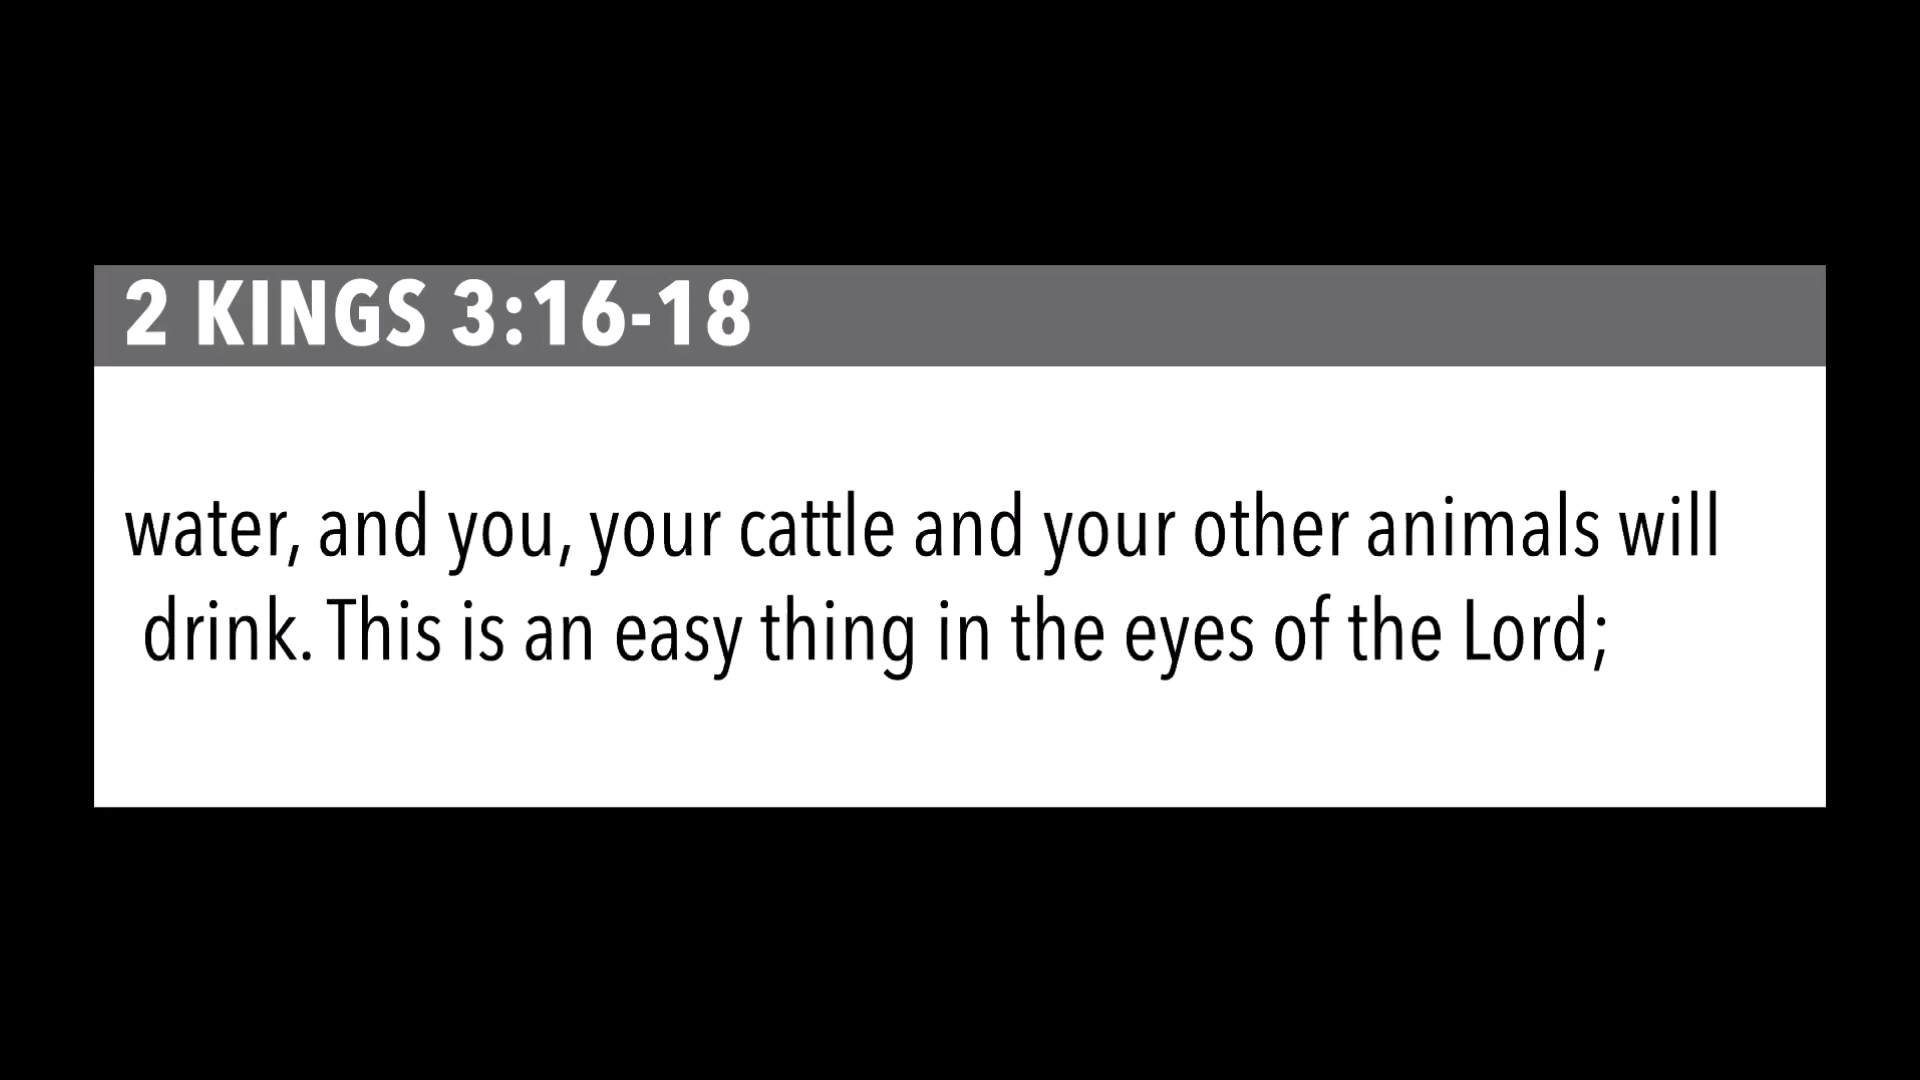 2 KINGS 3:16-18
water, and you, your cattle and your other animals will
drink. This is an easy thing in the eyes of the Lord;